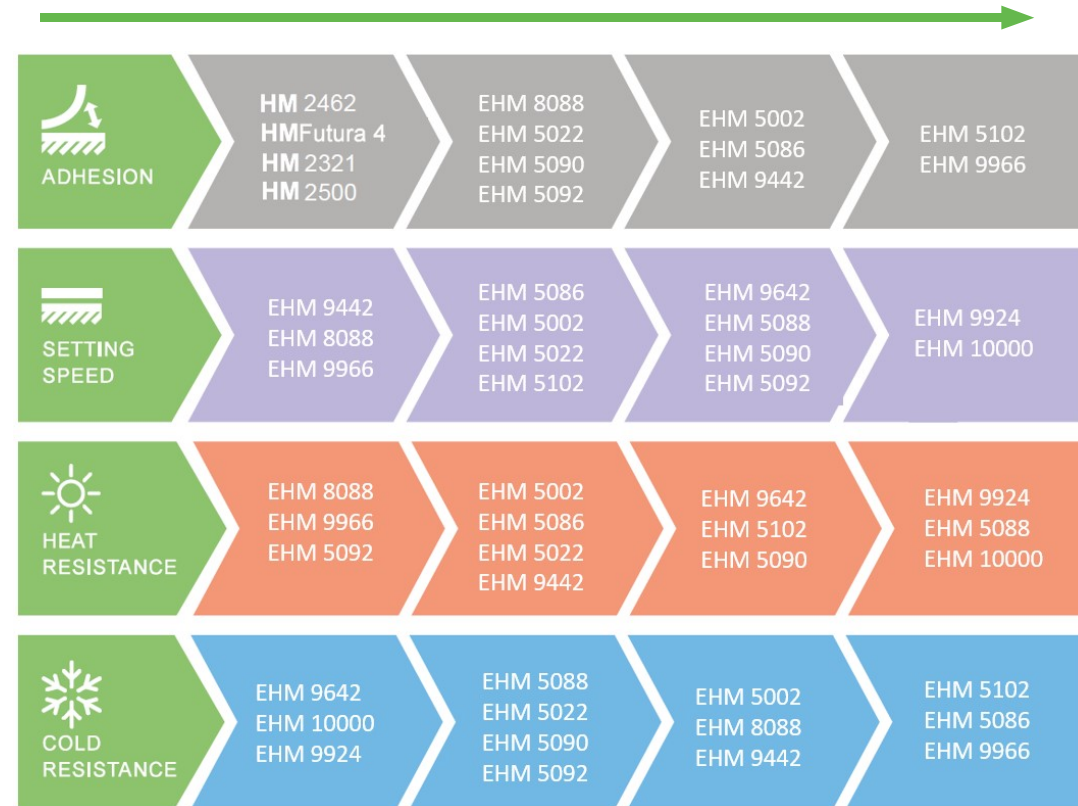 ADHESION
HM 2462
HMFutura 4
HM 2321
HM 2500
EHM 8088
EHM 5022
EHM 5090
EHM 5092
EHM 5002
EHM 5086
EHM 9442
EHM 5102
EHM 9966
SETTING
SPEED
EHM 9442
EHM 8088
EHM 9966
EHM 5086
EHM 5002
EHM 5022
EHM 5102
EHM 9642
EHM 5088
EHM 5090
EHM 5092
EHM 9924
EHM 10000
HEAT
RESISTANCE
EHM 8088
EHM 9966
EHM 5092
EHM 5002
EHM 5086
EHM 5022
EHM 9442
EHM 9642
EHM 5102
EHM 5090
EHM 9924
EHM 5088
EHM 10000
COLD
RESISTANCE
EHM 9642
EHM 10000
EHM 9924
EHM 5088
EHM 5022
EHM 5090
EHM 5092
EHM 5002
EHM 8088
EHM 9442
EHM 5102
EHM 5086
EHM 9966